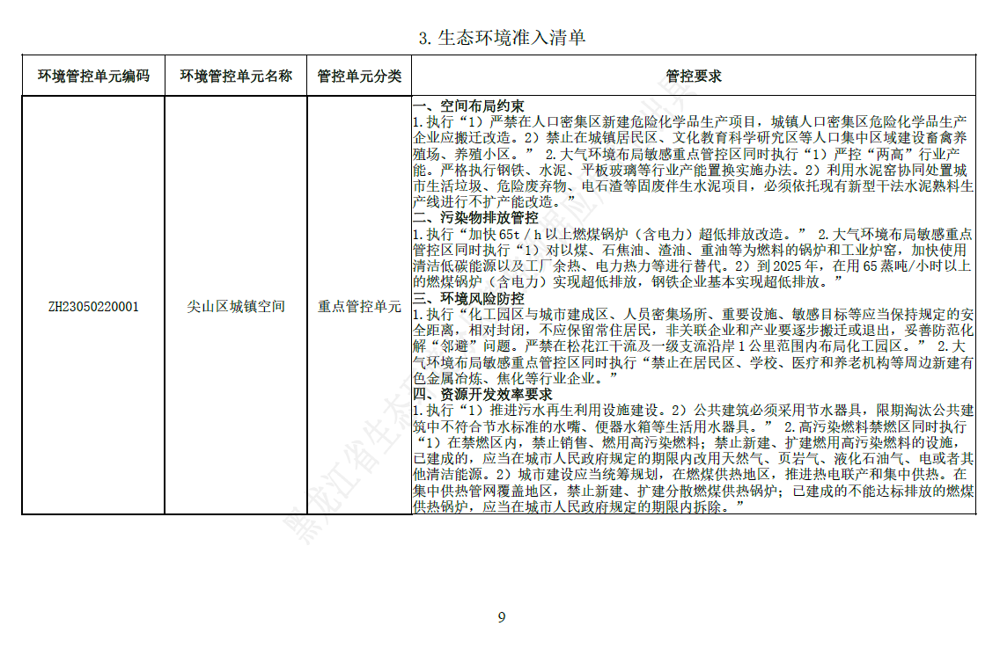 3.生态环境准入清单
环境管控单元编码 环境管控单元名称 管控单元分类 管控要求
ZH23050220001 尖山区城镇空间 重点管控单元
一、空间布局约束
1.执行“1）严禁在人口密集区新建危险化学品生产项目，城镇人口密集区危险化学品生产
企业应搬迁改造。2）禁止在城镇居民区、文化教育科学研究区等人口集中区域建设畜禽养
殖场、养殖小区。” 2.大气环境布局敏感重点管控区同时执行“1）严控“两高”行业产
能。严格执行钢铁、水泥、平板玻璃等行业产能置换实施办法。2）利用水泥窑协同处置城
市生活垃圾、危险废弃物、电石渣等固废伴生水泥项目，必须依托现有新型干法水泥熟料生
产线进行不扩产能改造。”
二、污染物排放管控
1.执行“加快65t/h以上燃煤锅炉（含电力）超低排放改造。” 2.大气环境布局敏感重点
管控区同时执行“1）对以煤、石焦油、渣油、重油等为燃料的锅炉和工业炉窑，加快使用
清洁低碳能源以及工厂余热、电力热力等进行替代。2）到2025年，在用65蒸吨/小时以上
的燃煤锅炉（含电力）实现超低排放，钢铁企业基本实现超低排放。”
三、环境风险防控
1.执行“化工园区与城市建成区、人员密集场所、重要设施、敏感目标等应当保持规定的安
全距离，相对封闭，不应保留常住居民，非关联企业和产业要逐步搬迁或退出，妥善防范化
解“邻避”问题。严禁在松花江干流及一级支流沿岸1公里范围内布局化工园区。” 2.大
气环境布局敏感重点管控区同时执行“禁止在居民区、学校、医疗和养老机构等周边新建有
色金属冶炼、焦化等行业企业。”
四、资源开发效率要求
1.执行“1）推进污水再生利用设施建设。2）公共建筑必须采用节水器具，限期淘汰公共建
筑中不符合节水标准的水嘴、便器水箱等生活用水器具。” 2.高污染燃料禁燃区同时执行
“1）在禁燃区内，禁止销售、燃用高污染燃料；禁止新建、扩建燃用高污染燃料的设施，
已建成的，应当在城市人民政府规定的期限内改用天然气、页岩气、液化石油气、电或者其
他清洁能源。2）城市建设应当统筹规划，在燃煤供热地区，推进热电联产和集中供热。在
集中供热管网覆盖地区，禁止新建、扩建分散燃煤供热锅炉；已建成的不能达标排放的燃煤
供热锅炉，应当在城市人民政府规定的期限内拆除。”
9